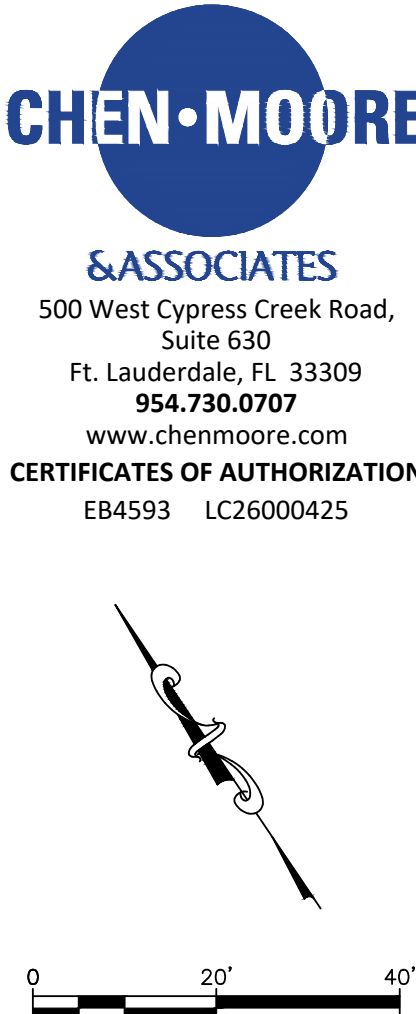 CHEN•MOORE
&ASSOCIATES
500 West Cypress Creek Road,
Suite 630
Ft. Lauderdale, FL 33309
954.730.0707
www.chenmoore.com
CERTIFICATES OF AUTHORIZATION
EB4593 LC26000425
0 20' 40'